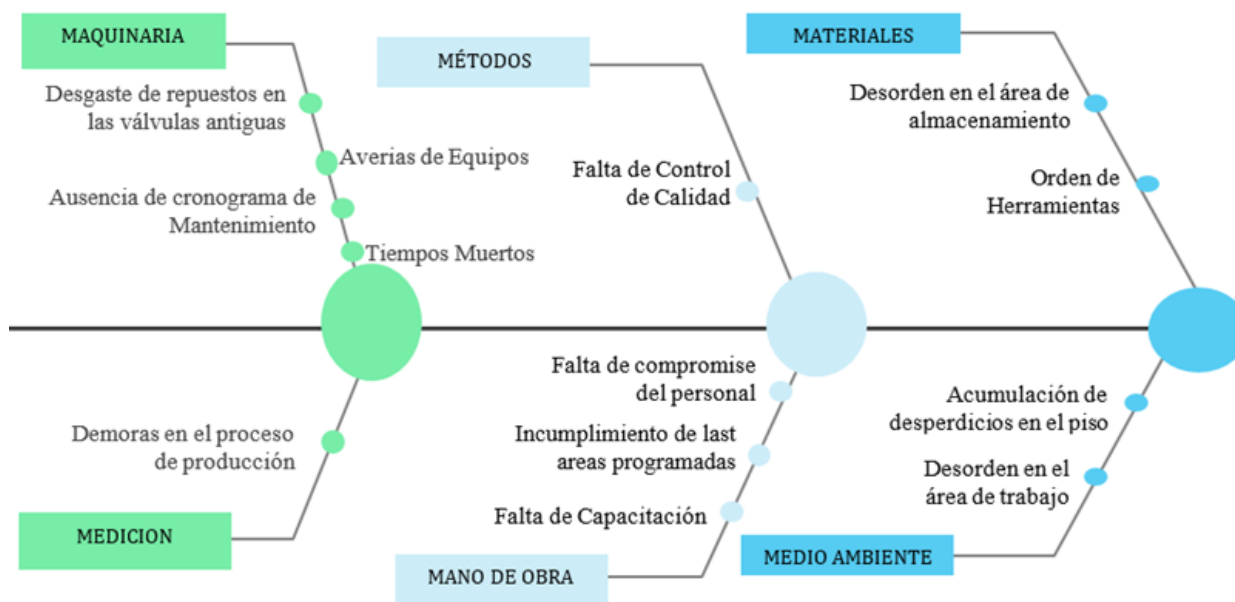 MAQUINARIA
Desgaste de repuestos en
las válvulas antiguas
Averias de Equipos
Ausencia de cronograma de
Mantenimiento
Tiempos Muertos
MÉTODOS
Falta de Control
de Calidad
MATERIALES
Desorden en el área de
almacenamiento
Orden de
Herramientas
Demoras en el proceso
de producción
MEDICION
Falta de compromise
del personal
Incumplimiento de last
areas programadas
Falta de Capacitación
MANO DE OBRA
Acumulación de
desperdicios en el piso
Desorden en el
área de trabajo
MEDIO AMBIENTE